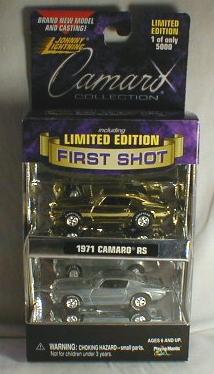 BRAND NEW MODEL
AND CASTING!
LIMITED
EDITION
1 of only
5000
JOHNNY
LIGHTNING
Camaro
COLLECTION
including
LIMITED EDITION
FIRST SHOT
1971 CAMARO RS
WARNING: CHOKING HAZARD–small parts.
Not for children under 3 years.
AGES 6 AND UP.
Playing Mantis